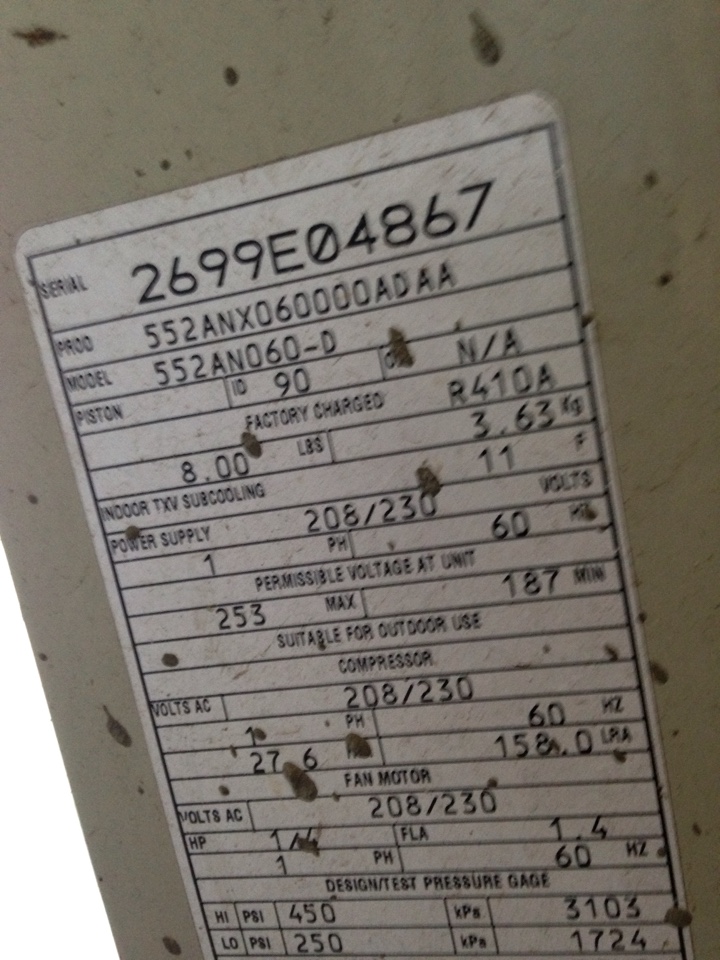 SERIAL 2699E04867
PROD 552ANX060000ADAA
MODEL 552AN060-D
PISTON ID 90 N/A
FACTORY CHARGED R410A
8.00 LBS 3.63 Kg
INDOOR TXV SUBCOOLING 11 F
POWER SUPPLY 208/230 VOLTS
1 PH 60 HZ
PERMISSIBLE VOLTAGE AT UNIT
253 MAX 187 MIN
SUITABLE FOR OUTDOOR USE
COMPRESSOR
VOLTS AC 208/230
1 PH 60 HZ
27.6 158.0 LRA
FAN MOTOR
VOLTS AC 208/230
HP 1/4 FLA 1.4
1 PH 60 HZ
DESIGN/TEST PRESSURE GAGE
HI PSI 450 kPa 3103
LO PSI 250 kPa 1724